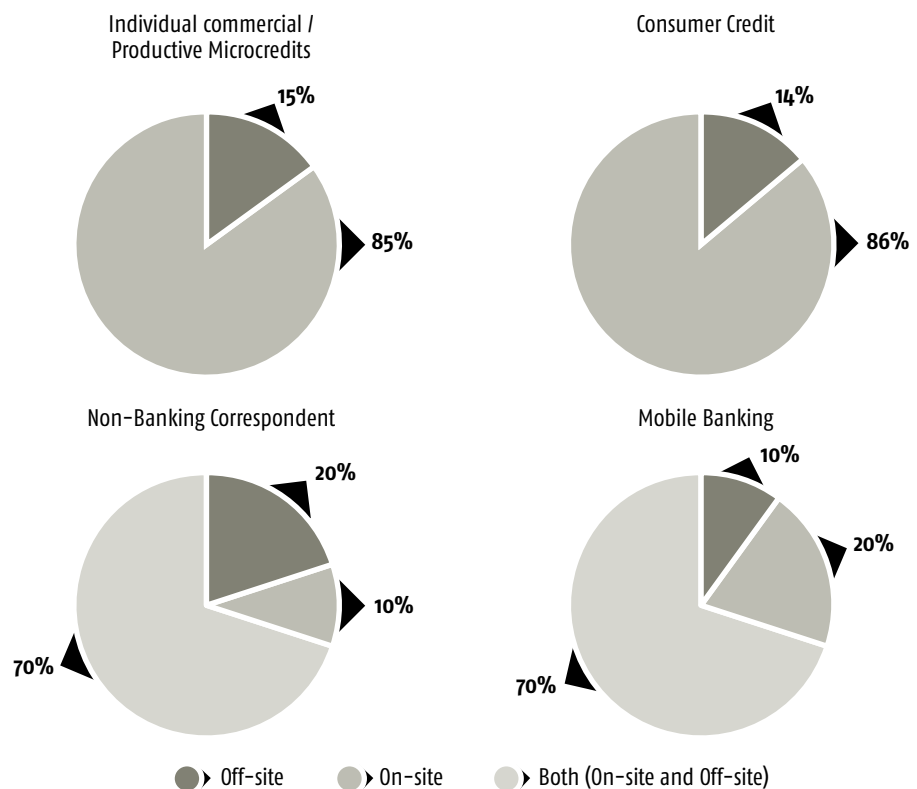 Individual commercial /
Productive Microcredits
15%
85%
Consumer Credit
14%
86%
Non-Banking Correspondent
20%
10%
70%
Mobile Banking
10%
20%
70%
Off-site
On-site
Both (On-site and Off-site)